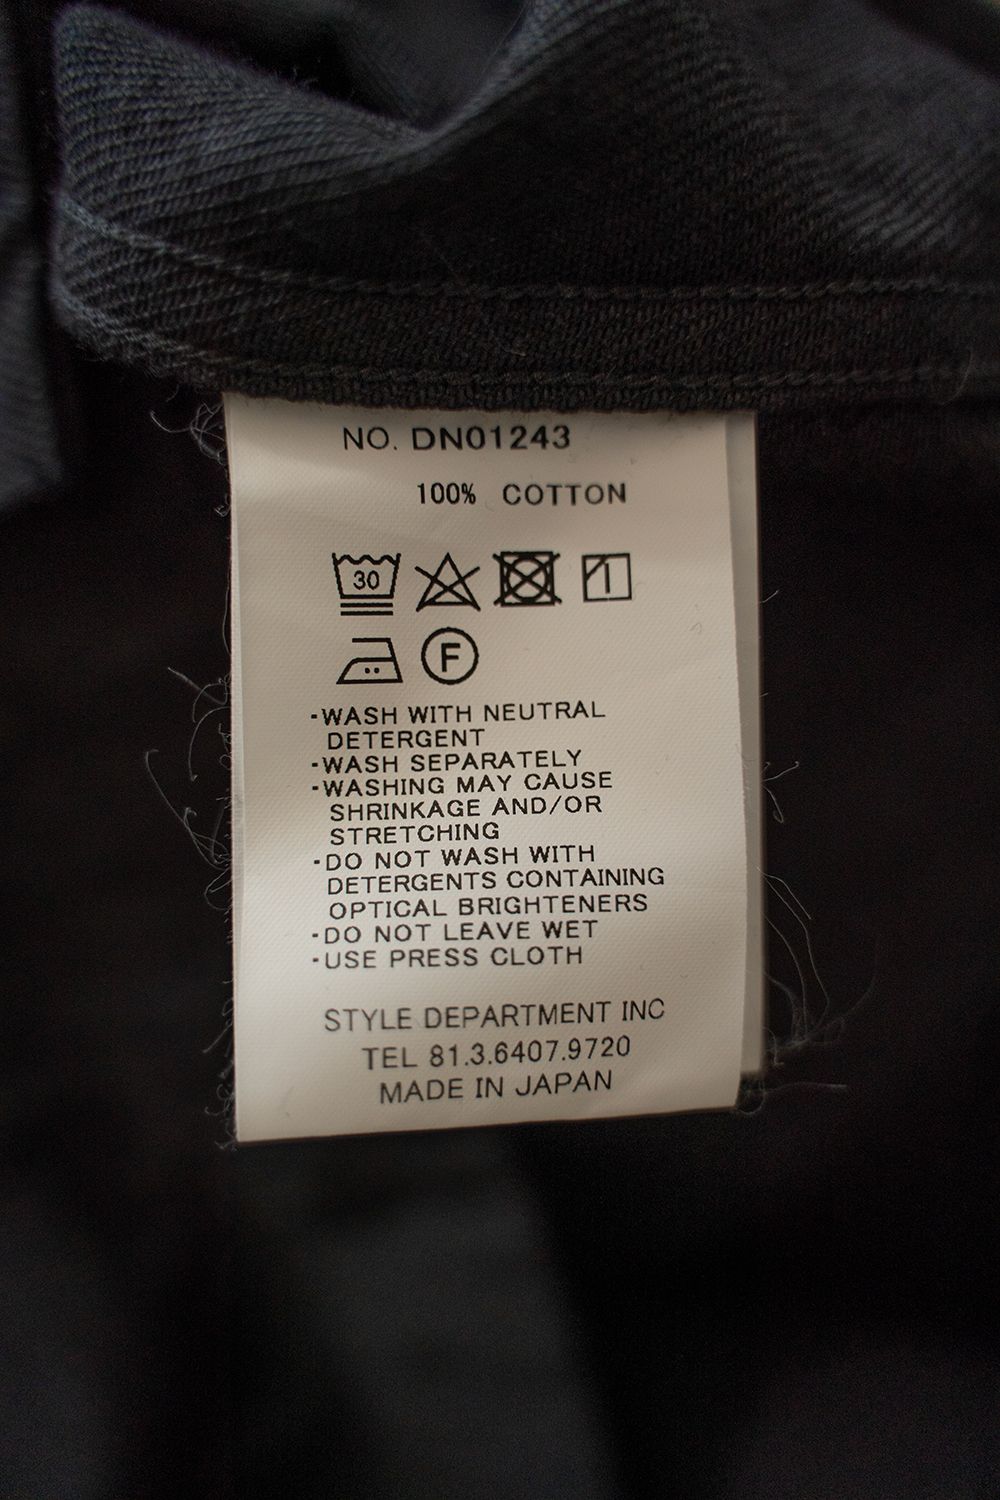 NO. DN01243
100% COTTON
30
F
-WASH WITH NEUTRAL
DETERGENT
-WASH SEPARATELY
-WASHING MAY CAUSE
SHRINKAGE AND/OR
STRETCHING
-DO NOT WASH WITH
DETERGENTS CONTAINING
OPTICAL BRIGHTENERS
-DO NOT LEAVE WET
-USE PRESS CLOTH
STYLE DEPARTMENT INC
TEL 81.3.6407.9720
MADE IN JAPAN